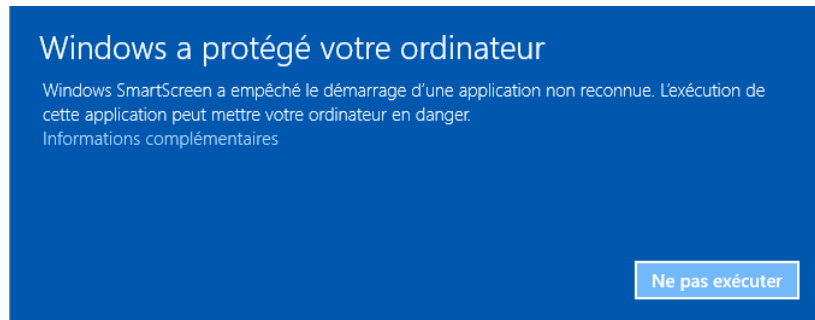 Windows a protégé votre ordinateur
Windows SmartScreen a empêché le démarrage d'une application non reconnue. L'exécution de
cette application peut mettre votre ordinateur en danger.
Informations complémentaires
Ne pas exécuter